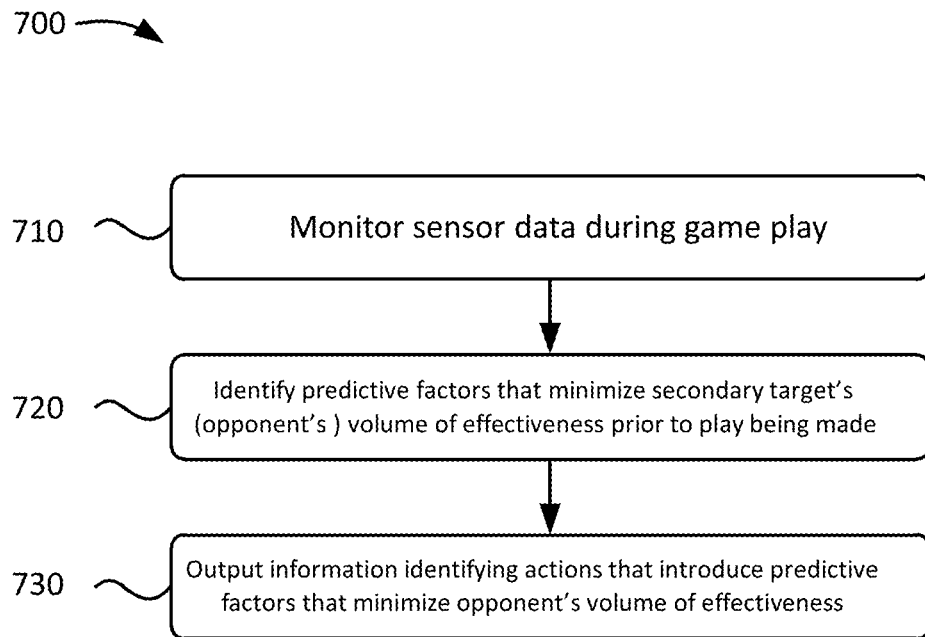 700
710
Monitor sensor data during game play
720
Identify predictive factors that minimize secondary target's
(opponent's ) volume of effectiveness prior to play being made
730
Output information identifying actions that introduce predictive
factors that minimize opponent's volume of effectiveness